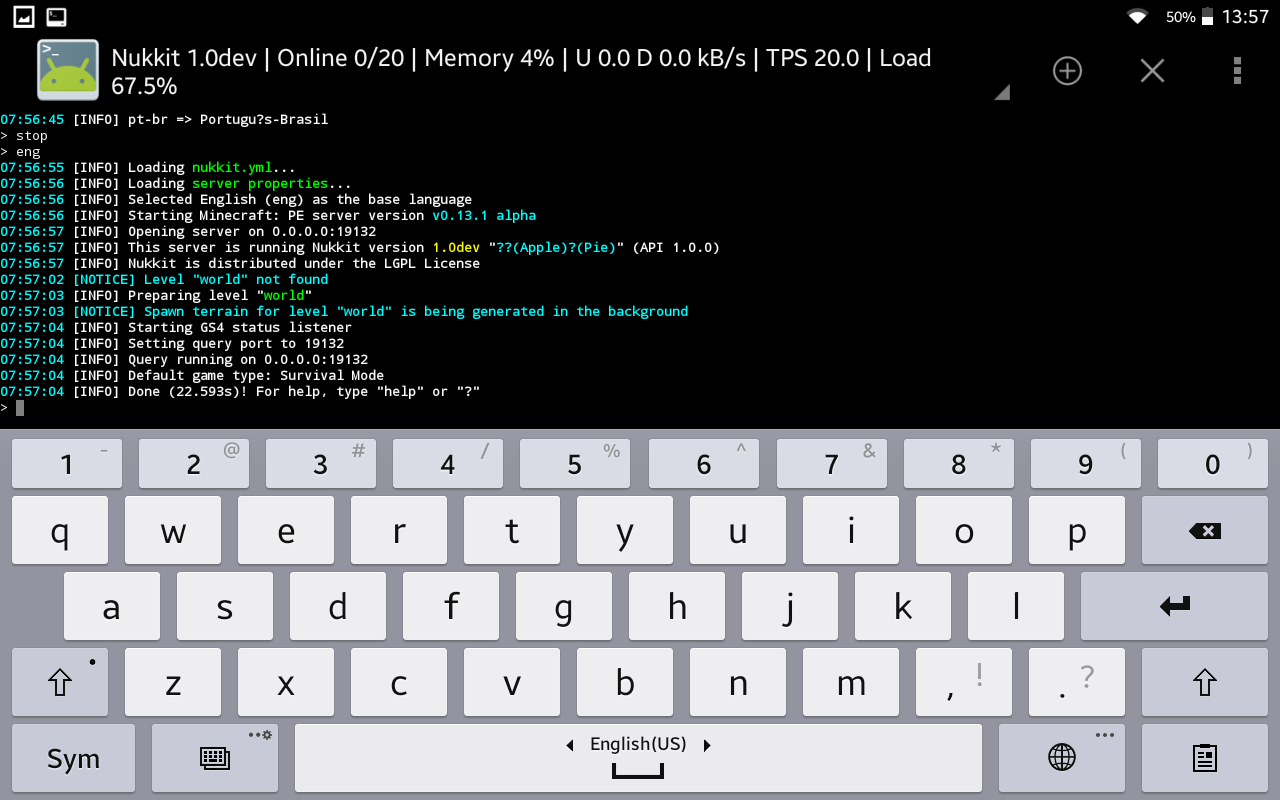 50% 13:57
>_
Nukkit 1.0dev | Online 0/20 | Memory 4% | U 0.0 D 0.0 kB/s | TPS 20.0 | Load
67.5%
07:56:45 [INFO] pt-br => Portugu?s-Brasil
> stop
> eng
07:56:55 [INFO] Loading nukkit.yml...
07:56:56 [INFO] Loading server properties...
07:56:56 [INFO] Selected English (eng) as the base language
07:56:56 [INFO] Starting Minecraft: PE server version v0.13.1 alpha
07:56:57 [INFO] Opening server on 0.0.0.0:19132
07:56:57 [INFO] This server is running Nukkit version 1.0dev "??(Apple)?(Pie)" (API 1.0.0)
07:56:57 [INFO] Nukkit is distributed under the LGPL License
07:57:02 [NOTICE] Level "world" not found
07:57:03 [INFO] Preparing level "world"
07:57:03 [NOTICE] Spawn terrain for level "world" is being generated in the background
07:57:04 [INFO] Starting GS4 status listener
07:57:04 [INFO] Setting query port to 19132
07:57:04 [INFO] Query running on 0.0.0.0:19132
07:57:04 [INFO] Default game type: Survival Mode
07:57:04 [INFO] Done (22.593s)! For help, type "help" or "?"
>
1 - 2 @ 3 # 4 / 5 % 6 ^ 7 & 8 * 9 ( 0 )
q w e r t y u i o p
a s d f g h j k l
z x c v b n m , ! . ?
Sym English(US)